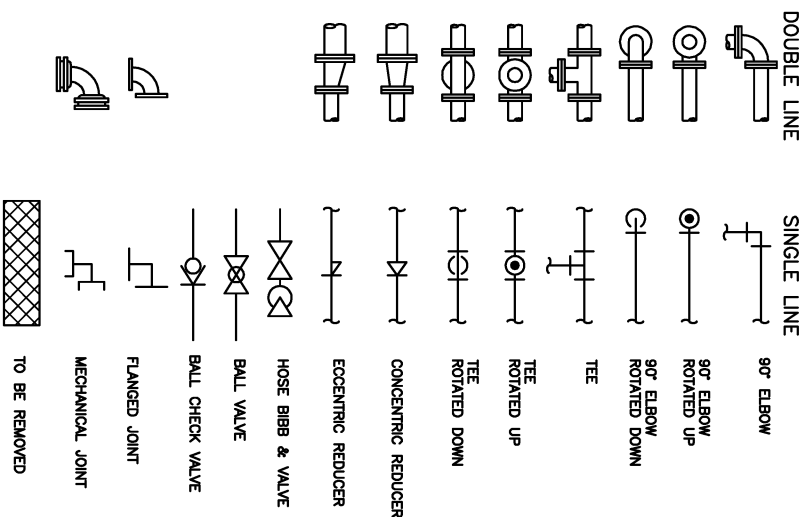 DOUBLE LINE
SINGLE LINE
90° ELBOW
90° ELBOW
ROTATED UP
90° ELBOW
ROTATED DOWN
TEE
TEE
ROTATED UP
TEE
ROTATED DOWN
CONCENTRIC REDUCER
ECCENTRIC REDUCER
HOSE BIBB & VALVE
BALL VALVE
BALL CHECK VALVE
FLANGED JOINT
MECHANICAL JOINT
TO BE REMOVED